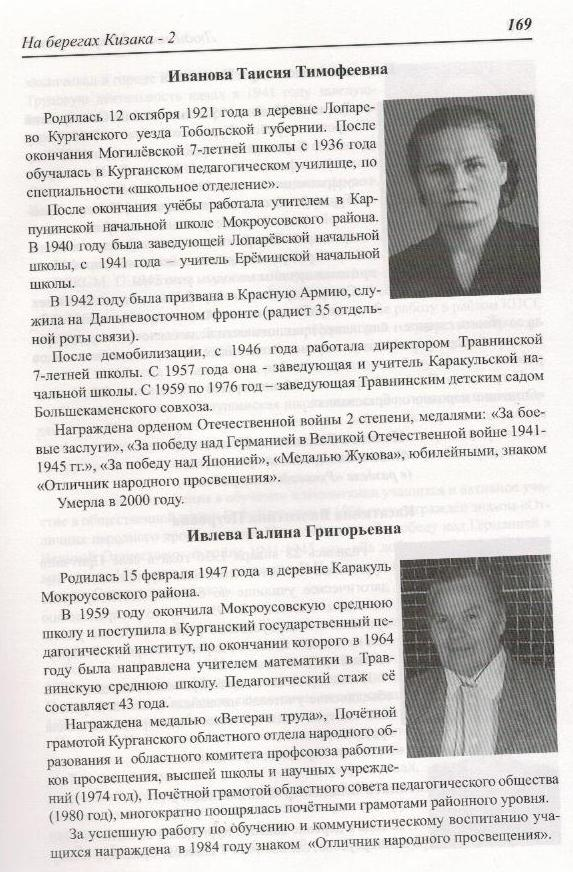 На берегах Кизака - 2
169
Иванова Таисия Тимофеевна
Родилась 12 октября 1921 года в деревне Лопаре-
во Курганского уезда Тобольской губернии. После
окончания Могилёвской 7-летней школы с 1936 года
обучалась в Курганском педагогическом училище, по
специальности «школьное отделение».
После окончания учёбы работала учителем в Кар-
пунинской начальной школе Мокроусовского района.
В 1940 году была заведующей Лопарёвской начальной
школы, с 1941 года – учитель Ерёминской начальной
школы.
В 1942 году была призвана в Красную Армию, слу-
жила на Дальневосточном фронте (радист 35 отдель-
ной роты связи).
После демобилизации, с 1946 года работала директором Травнинской
7-летней школы. С 1957 года она - заведующая и учитель Каракульской на-
чальной школы. С 1959 по 1976 год – заведующая Травнинским детским садом
Большекаменского совхоза.
Награждена орденом Отечественной войны 2 степени, медалями: «За бое-
вые заслуги», «За победу над Германией в Великой Отечественной войне 1941-
1945 гг.», «За победу над Японией», «Медалью Жукова», юбилейными, знаком
«Отличник народного просвещения».
Умерла в 2000 году.
Ивлева Галина Григорьевна
Родилась 15 февраля 1947 года в деревне Каракуль
Мокроусовского района.
В 1959 году окончила Мокроусовскую среднюю
школу и поступила в Курганский государственный пе-
дагогический институт, по окончании которого в 1964
году была направлена учителем математики в Трав-
нинскую среднюю школу. Педагогический стаж её
составляет 43 года.
Награждена медалью «Ветеран труда», Почётной
грамотой Курганского областного отдела народного об-
разования и областного комитета профсоюза работни-
ков просвещения, высшей школы и научных учрежде-
ний (1974 год), Почётной грамотой областного совета педагогического общества
(1980 год), многократно поощрялась почётными грамотами районного уровня.
За успешную работу по обучению и коммунистическому воспитанию уча-
щихся награждена в 1984 году знаком «Отличник народного просвещения».